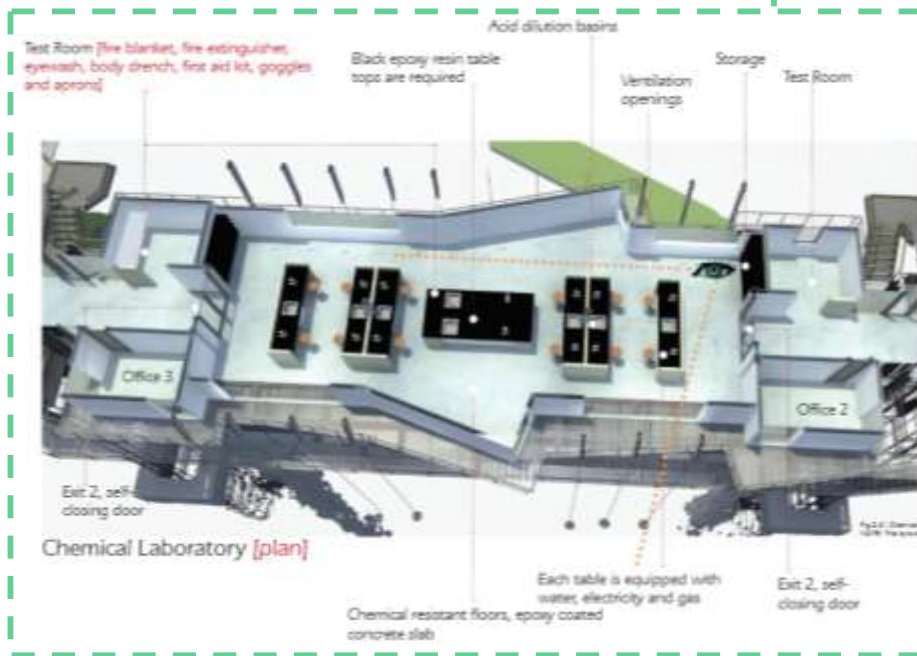 Acid dilution basins
Test Room [fire blanket, fire extinguisher,
eyewash, body drench, first aid kit, goggles
and aprons]
Black epoxy resin table
tops are required
Ventilation
openings
Storage
Test Room
Office 3
Office 2
Exit 2, self-
closing door
Chemical Laboratory [plan]
Each table is equipped with
water, electricity and gas
Exit 2, self-
closing door
Chemical resistant floors, epoxy coated
concrete slab